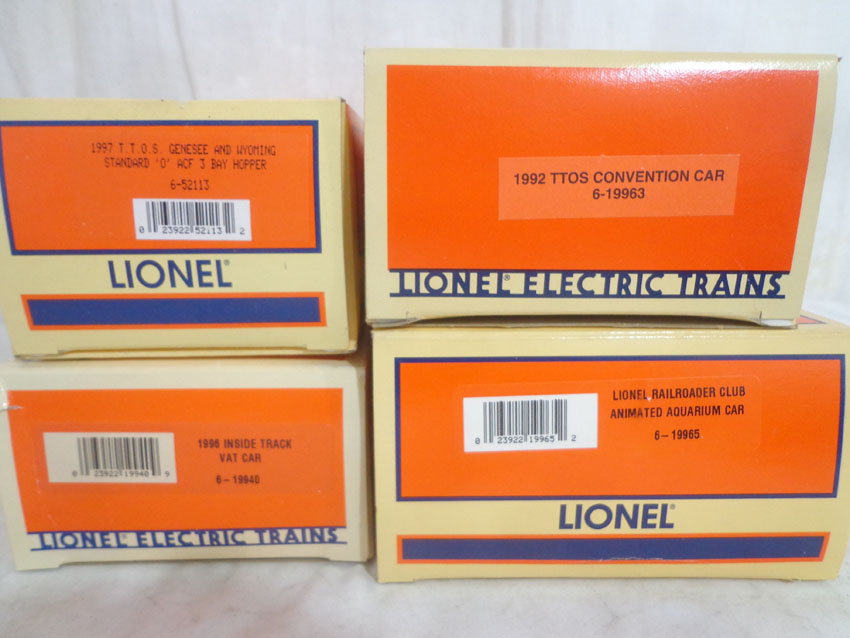 1997 T.T.O.S. GENESEE AND WYOMING
STANDARD 'O' ACF 3 BAY HOPPER
6-52113
0 23922 52113 2
LIONEL®
1992 TTOS CONVENTION CAR
6-19963
LIONEL® ELECTRIC TRAINS
1996 INSIDE TRACK
VAT CAR
6-19940
0 23922 19940 9
LIONEL® ELECTRIC TRAINS
LIONEL RAILROADER CLUB
ANIMATED AQUARIUM CAR
6-19965
0 23922 19965 2
LIONEL®